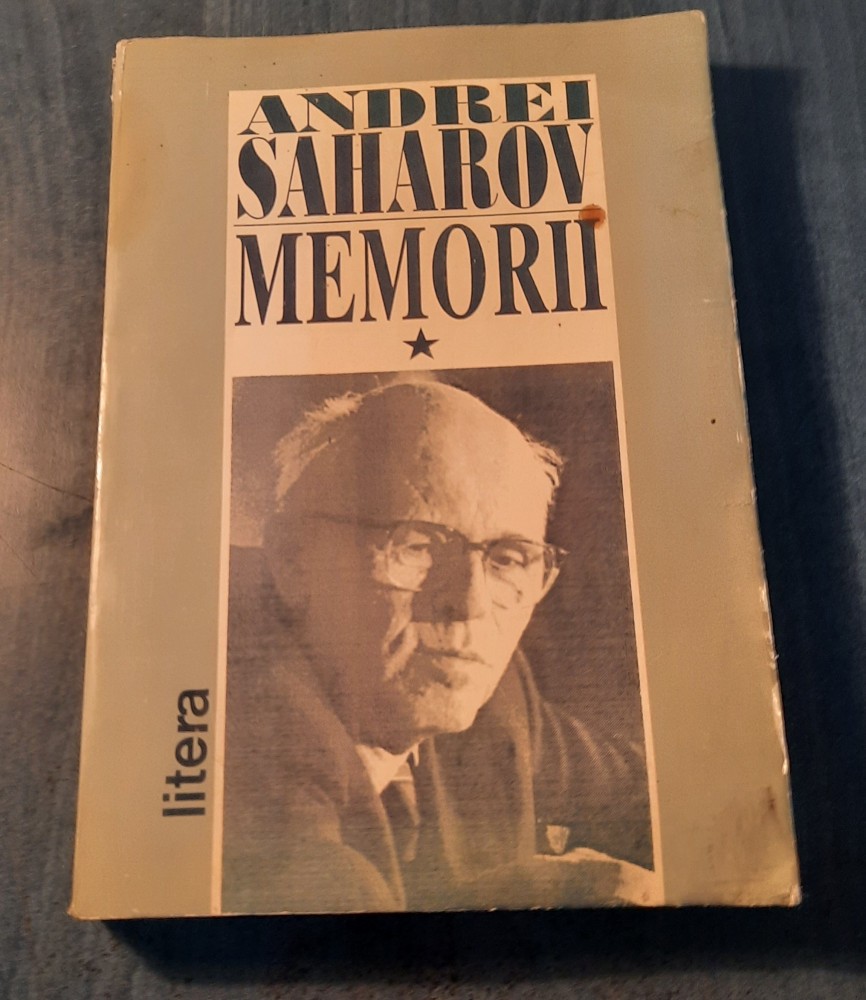 ANDREI
SAHAROV
MEMORII
litera